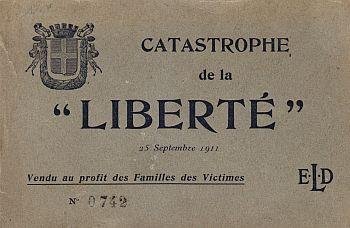 CATASTROPHE
de la
“LIBERTÉ”
25 Septembre 1911
Vendu au profit des Familles des Victimes
E.L.D
N° 0742